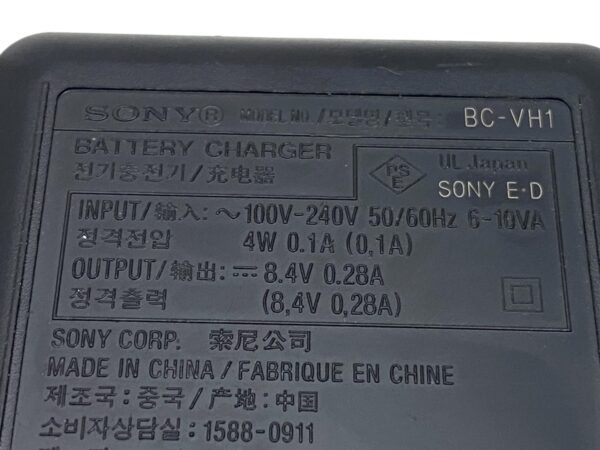 SONY® MODEL NO./모델명/型号: BC-VH1
BATTERY CHARGER
전기충전기/充电器
PS E
UL Japan
SONY E·D
INPUT/輸入: ~ 100V-240V 50/60Hz 6-10VA
정격전압 4W 0.1A (0,1A)
OUTPUT/輸出: ⎓ 8.4V 0.28A
정격출력 (8,4V 0,28A)
SONY CORP. 索尼公司
MADE IN CHINA / FABRIQUE EN CHINE
제조국: 중국 / 产地: 中国
소비자상담실: 1588-0911